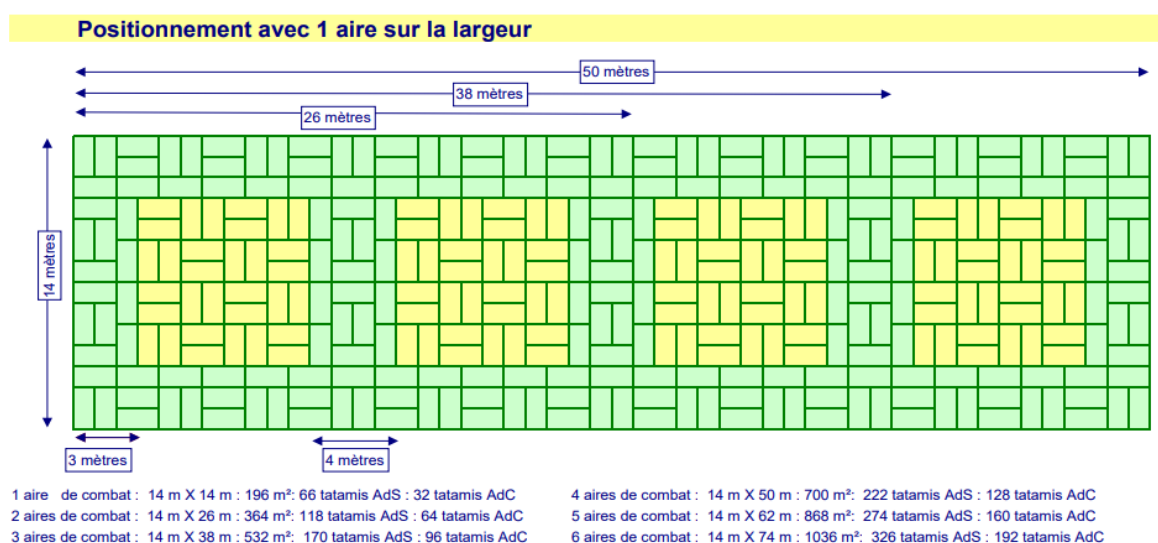 Positionnement avec 1 aire sur la largeur
50 mètres
38 mètres
26 mètres
14 mètres
3 mètres
4 mètres
1 aire de combat : 14 m X 14 m : 196 m²: 66 tatamis AdS : 32 tatamis AdC
2 aires de combat : 14 m X 26 m : 364 m²: 118 tatamis AdS : 64 tatamis AdC
3 aires de combat : 14 m X 38 m : 532 m²: 170 tatamis AdS : 96 tatamis AdC
4 aires de combat : 14 m X 50 m : 700 m²: 222 tatamis AdS : 128 tatamis AdC
5 aires de combat : 14 m X 62 m : 868 m²: 274 tatamis AdS : 160 tatamis AdC
6 aires de combat : 14 m X 74 m : 1036 m²: 326 tatamis AdS : 192 tatamis AdC